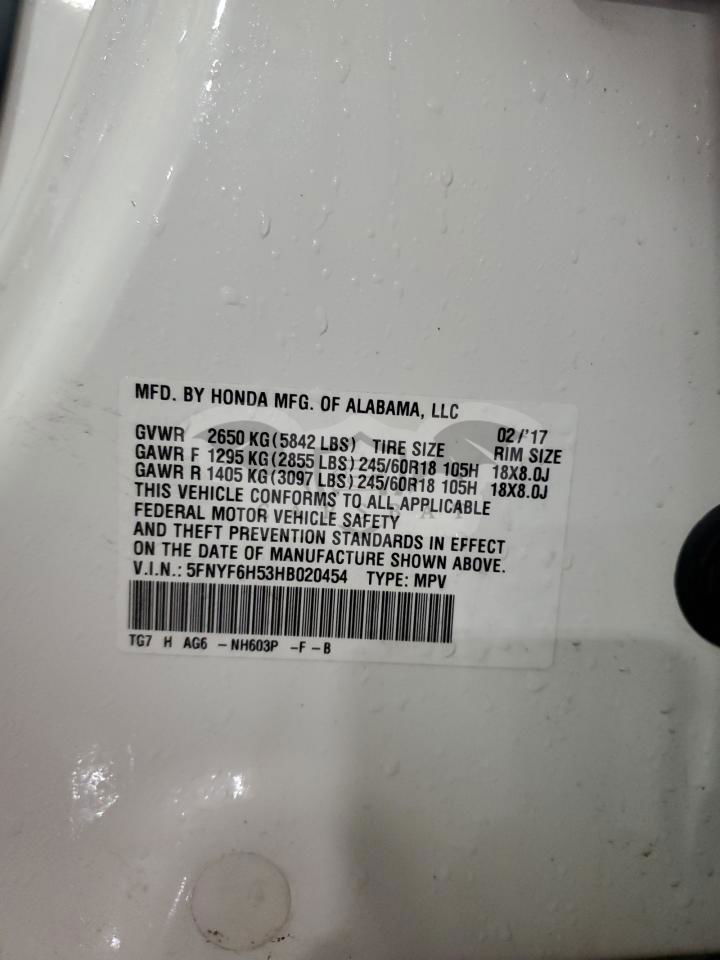 MFD. BY HONDA MFG. OF ALABAMA, LLC
02/'17
GVWR 2650 KG(5842 LBS) TIRE SIZE RIM SIZE
GAWR F 1295 KG(2855 LBS)245/60R18 105H 18X8.0J
GAWR R 1405 KG(3097 LBS)245/60R18 105H 18X8.0J
THIS VEHICLE CONFORMS TO ALL APPLICABLE
FEDERAL MOTOR VEHICLE SAFETY
AND THEFT PREVENTION STANDARDS IN EFFECT
ON THE DATE OF MANUFACTURE SHOWN ABOVE.
V.I.N.: 5FNYF6H53HB020454 TYPE: MPV
TG7 H AG6 -NH603P -F-B